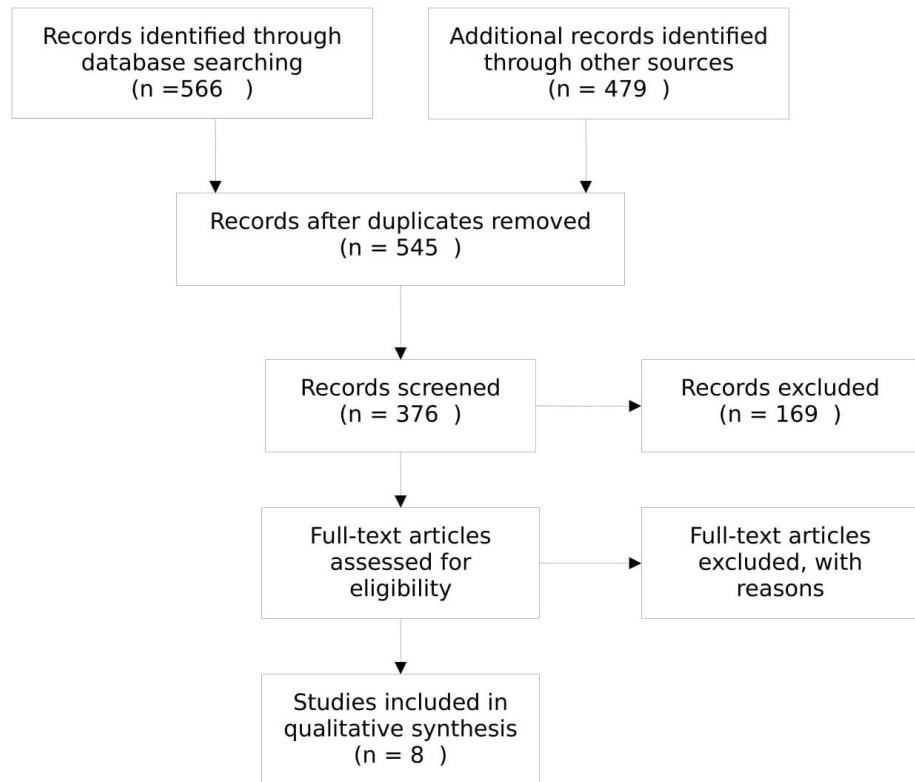 Records identified through
database searching
(n =566   )
Additional records identified
through other sources
(n = 479  )
Records after duplicates removed
(n = 545  )
Records screened
(n = 376  )
Records excluded
(n = 169  )
Full-text articles
assessed for
eligibility
Full-text articles
excluded, with
reasons
Studies included in
qualitative synthesis
(n = 8  )